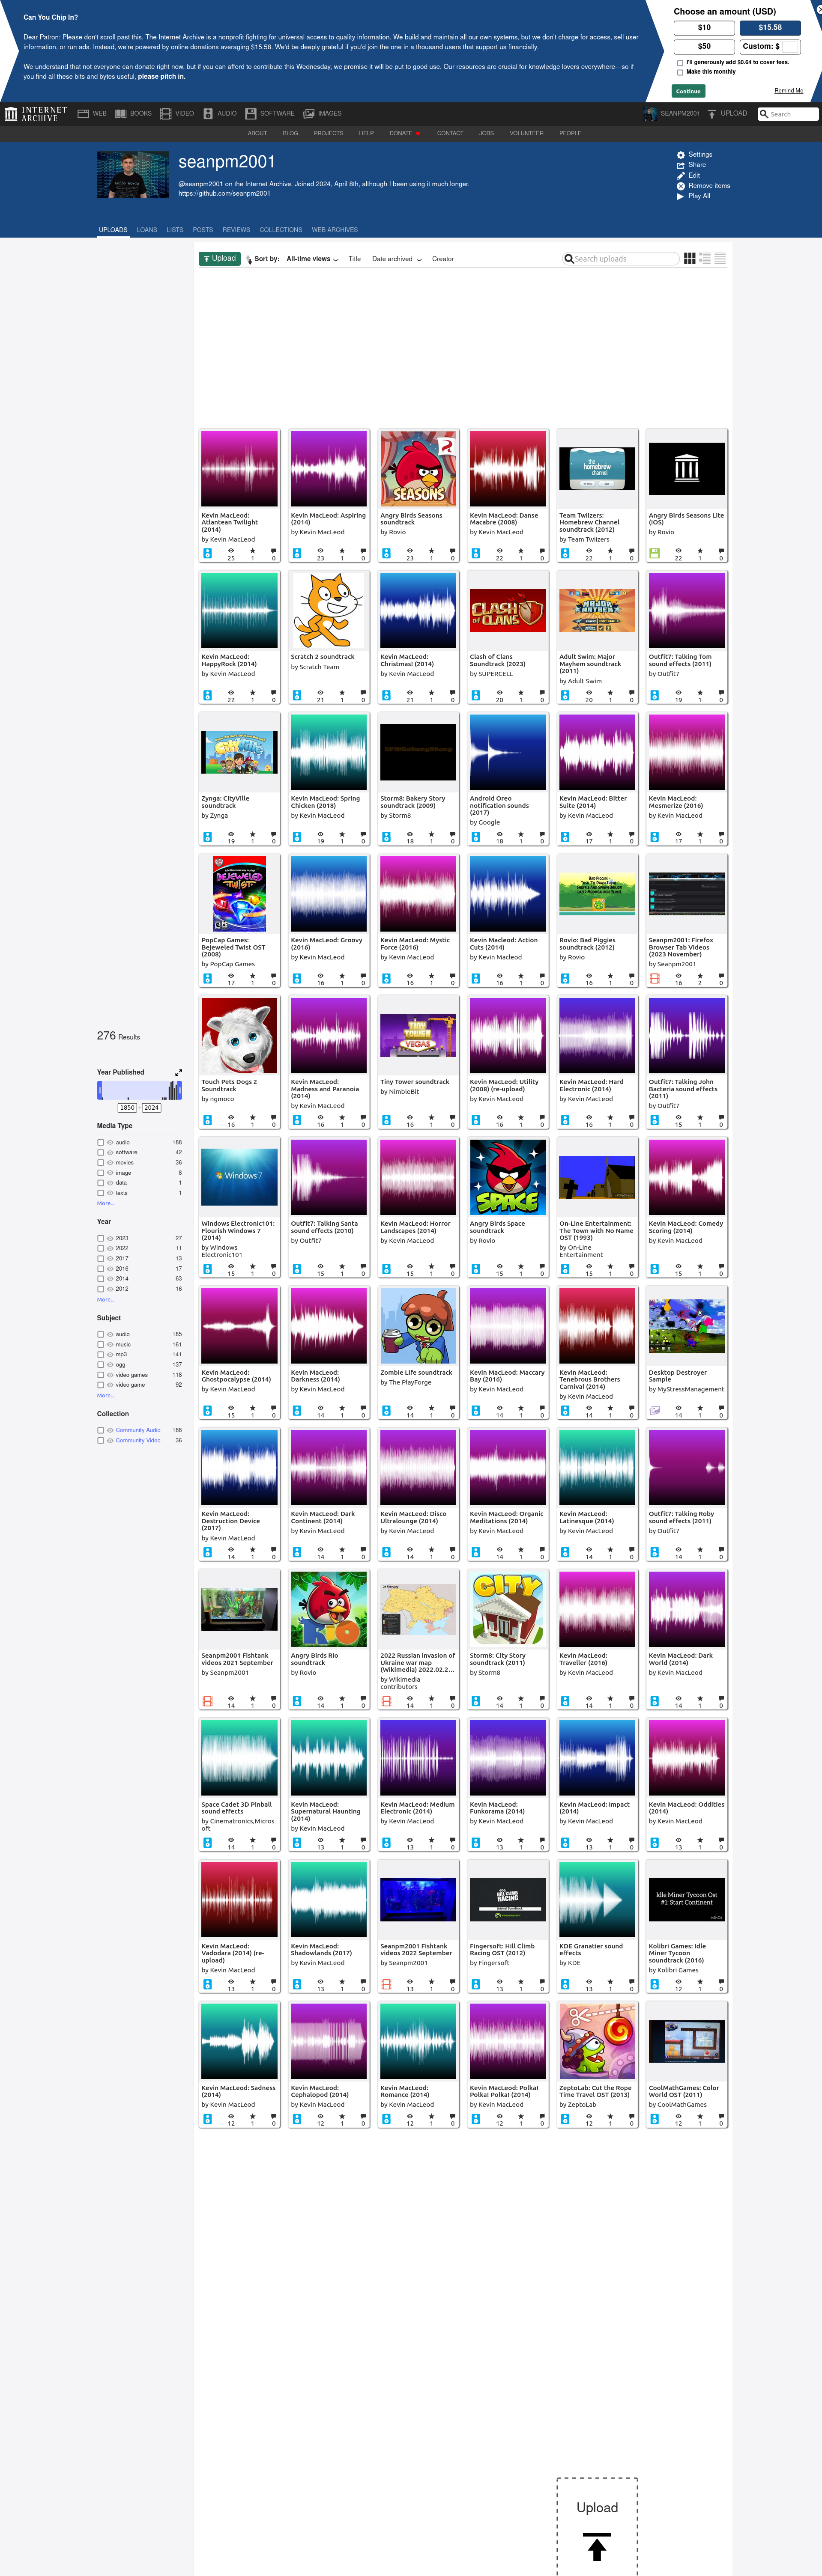 Can You Chip In?
Dear Patron: Please don't scroll past this. The Internet Archive is a nonprofit fighting for universal access to quality information. We build and maintain all our own systems, but we don't charge for access, sell user
information, or run ads. Instead, we're powered by online donations averaging $15.58. We'd be deeply grateful if you'd join the one in a thousand users that support us financially.
We understand that not everyone can donate right now, but if you can afford to contribute this Wednesday, we promise it will be put to good use. Our resources are crucial for knowledge lovers everywhere—so if
you find all these bits and bytes useful, please pitch in.
Choose an amount (USD)
$10
$15.58
$50
Custom: $
I'll generously add $0.64 to cover fees.
Make this monthly
Continue
Remind Me
INTERNET ARCHIVE
WEB
BOOKS
VIDEO
AUDIO
SOFTWARE
IMAGES
SEANPM2001
UPLOAD
Search
ABOUT
BLOG
PROJECTS
HELP
DONATE
CONTACT
JOBS
VOLUNTEER
PEOPLE
seanpm2001
@seanpm2001 on the Internet Archive. Joined 2024, April 8th, although I been using it much longer.
https://github.com/seanpm2001
Settings
Share
Edit
Remove items
Play All
UPLOADS
LOANS
LISTS
POSTS
REVIEWS
COLLECTIONS
WEB ARCHIVES
Upload
Sort by:
All-time views
Title
Date archived
Creator
Search uploads
276 Results
Year Published
1850 - 2024
Media Type
audio 188
software 42
movies 36
image 8
data 1
texts 1
More...
Year
2023 27
2022 11
2017 13
2016 17
2014 63
2012 16
More...
Subject
audio 185
music 161
mp3 141
ogg 137
video games 118
video game 92
More...
Collection
Community Audio 188
Community Video 36
Kevin MacLeod: Atlantean Twilight (2014)
by Kevin MacLeod
25 1 0
Kevin MacLeod: Aspiring (2014)
by Kevin MacLeod
23 1 0
Angry Birds Seasons soundtrack
by Rovio
23 1 0
Kevin MacLeod: Danse Macabre (2008)
by Kevin MacLeod
22 1 0
Team Twiizers: Homebrew Channel soundtrack (2012)
by Team Twiizers
22 1 0
Angry Birds Seasons Lite (iOS)
by Rovio
22 1 0
Kevin MacLeod: HappyRock (2014)
by Kevin MacLeod
22 1 0
Scratch 2 soundtrack
by Scratch Team
21 1 0
Kevin MacLeod: Christmas! (2014)
by Kevin MacLeod
21 1 0
Clash of Clans Soundtrack (2023)
by SUPERCELL
20 1 0
Adult Swim: Major Mayhem soundtrack (2011)
by Adult Swim
20 1 0
Outfit7: Talking Tom sound effects (2011)
by Outfit7
19 1 0
Zynga: CityVille soundtrack
by Zynga
19 1 0
Kevin MacLeod: Spring Chicken (2018)
by Kevin MacLeod
19 1 0
Storm8: Bakery Story soundtrack (2009)
by Storm8
18 1 0
Android Oreo notification sounds (2017)
by Google
18 1 0
Kevin MacLeod: Bitter Suite (2014)
by Kevin MacLeod
17 1 0
Kevin MacLeod: Mesmerize (2016)
by Kevin MacLeod
17 1 0
PopCap Games: Bejeweled Twist OST (2008)
by PopCap Games
17 1 0
Kevin MacLeod: Groovy (2016)
by Kevin MacLeod
16 1 0
Kevin MacLeod: Mystic Force (2016)
by Kevin MacLeod
16 1 0
Kevin Macleod: Action Cuts (2014)
by Kevin Macleod
16 1 0
Rovio: Bad Piggies soundtrack (2012)
by Rovio
16 1 0
Seanpm2001: Firefox Browser Tab Videos (2023 November)
by Seanpm2001
16 2 0
Touch Pets Dogs 2 Soundtrack
by ngmoco
16 1 0
Kevin MacLeod: Madness and Paranoia (2014)
by Kevin MacLeod
16 1 0
Tiny Tower soundtrack
by NimbleBit
16 1 0
Kevin MacLeod: Utility (2008) (re-upload)
by Kevin MacLeod
16 1 0
Kevin MacLeod: Hard Electronic (2014)
by Kevin MacLeod
16 1 0
Outfit7: Talking John Bacteria sound effects (2011)
by Outfit7
15 1 0
Windows Electronic101: Flourish Windows 7 (2014)
by Windows Electronic101
15 1 0
Outfit7: Talking Santa sound effects (2010)
by Outfit7
15 1 0
Kevin MacLeod: Horror Landscapes (2014)
by Kevin MacLeod
15 1 0
Angry Birds Space soundtrack
by Rovio
15 1 0
On-Line Entertainment: The Town with No Name OST (1993)
by On-Line Entertainment
15 1 0
Kevin MacLeod: Comedy Scoring (2014)
by Kevin MacLeod
15 1 0
Kevin MacLeod: Ghostpocalypse (2014)
by Kevin MacLeod
15 1 0
Kevin MacLeod: Darkness (2014)
by Kevin MacLeod
14 1 0
Zombie Life soundtrack
by The PlayForge
14 1 0
Kevin MacLeod: Maccary Bay (2016)
by Kevin MacLeod
14 1 0
Kevin MacLeod: Tenebrous Brothers Carnival (2014)
by Kevin MacLeod
14 1 0
Desktop Destroyer Sample
by MyStressManagement
14 1 0
Kevin MacLeod: Destruction Device (2017)
by Kevin MacLeod
14 1 0
Kevin MacLeod: Dark Continent (2014)
by Kevin MacLeod
14 1 0
Kevin MacLeod: Disco Ultralounge (2014)
by Kevin MacLeod
14 1 0
Kevin MacLeod: Organic Meditations (2014)
by Kevin MacLeod
14 1 0
Kevin MacLeod: Latinesque (2014)
by Kevin MacLeod
14 1 0
Outfit7: Talking Roby sound effects (2011)
by Outfit7
14 1 0
Seanpm2001 Fishtank videos 2021 September
by Seanpm2001
14 1 0
Angry Birds Rio soundtrack
by Rovio
14 1 0
2022 Russian invasion of Ukraine war map (Wikimedia) 2022.02.2...
by Wikimedia contributors
14 1 0
Storm8: City Story soundtrack (2011)
by Storm8
14 1 0
Kevin MacLeod: Traveller (2016)
by Kevin MacLeod
14 1 0
Kevin MacLeod: Dark World (2014)
by Kevin MacLeod
14 1 0
Space Cadet 3D Pinball sound effects
by Cinematronics,Microsoft
14 1 0
Kevin MacLeod: Supernatural Haunting (2014)
by Kevin MacLeod
13 1 0
Kevin MacLeod: Medium Electronic (2014)
by Kevin MacLeod
13 1 0
Kevin MacLeod: Funkorama (2014)
by Kevin MacLeod
13 1 0
Kevin MacLeod: Impact (2014)
by Kevin MacLeod
13 1 0
Kevin MacLeod: Oddities (2014)
by Kevin MacLeod
13 1 0
Kevin MacLeod: Vadodara (2014) (re-upload)
by Kevin MacLeod
13 1 0
Kevin MacLeod: Shadowlands (2017)
by Kevin MacLeod
13 1 0
Seanpm2001 Fishtank videos 2022 September
by Seanpm2001
13 1 0
Fingersoft: Hill Climb Racing OST (2012)
by Fingersoft
13 1 0
KDE Granatier sound effects
by KDE
13 1 0
Idle Miner Tycoon Ost
#1: Start Continent
Kolibri Games: Idle Miner Tycoon soundtrack (2016)
by Kolibri Games
12 1 0
Kevin MacLeod: Sadness (2014)
by Kevin MacLeod
12 1 0
Kevin MacLeod: Cephalopod (2014)
by Kevin MacLeod
12 1 0
Kevin MacLeod: Romance (2014)
by Kevin MacLeod
12 1 0
Kevin MacLeod: Polka! Polka! Polka! (2014)
by Kevin MacLeod
12 1 0
ZeptoLab: Cut the Rope Time Travel OST (2013)
by ZeptoLab
12 1 0
CoolMathGames: Color World OST (2011)
by CoolMathGames
12 1 0
Upload